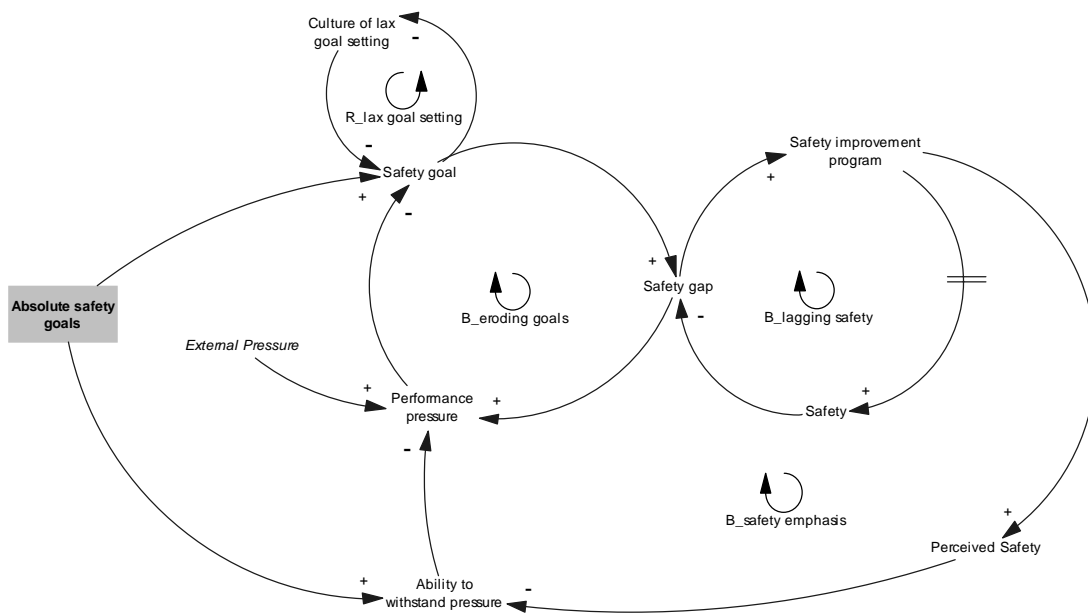 Culture of lax
goal setting
-
R_lax goal setting
-
Safety goal
+
-
Safety improvement
program
+
+
Safety gap
-
Absolute safety
goals
B_eroding goals
B_lagging safety
External Pressure
+
Performance
pressure
+
-
Safety
+
B_safety emphasis
+
Perceived Safety
+
Ability to
withstand pressure
-